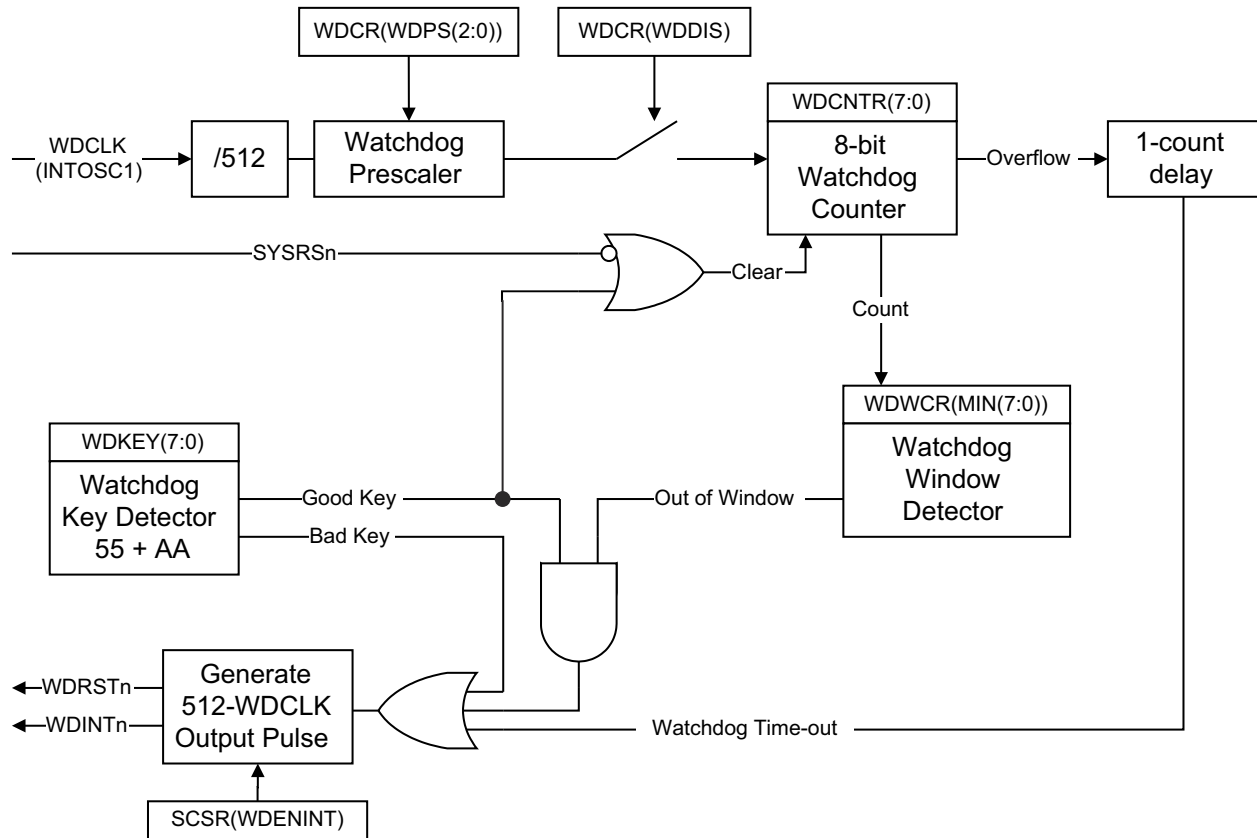 WDCR(WDPS(2:0))
WDCR(WDDIS)
WDCNTR(7:0)
WDCLK
(INTOSC1)
/512
Watchdog
Prescaler
8-bit
Watchdog
Counter
Overflow
1-count
delay
SYSRSn
Clear
Count
WDWCR(MIN(7:0))
Watchdog
Window
Detector
WDKEY(7:0)
Watchdog
Key Detector
55 + AA
Good Key
Bad Key
Out of Window
WDRSTn
WDINTn
Generate
512-WDCLK
Output Pulse
Watchdog Time-out
SCSR(WDENINT)